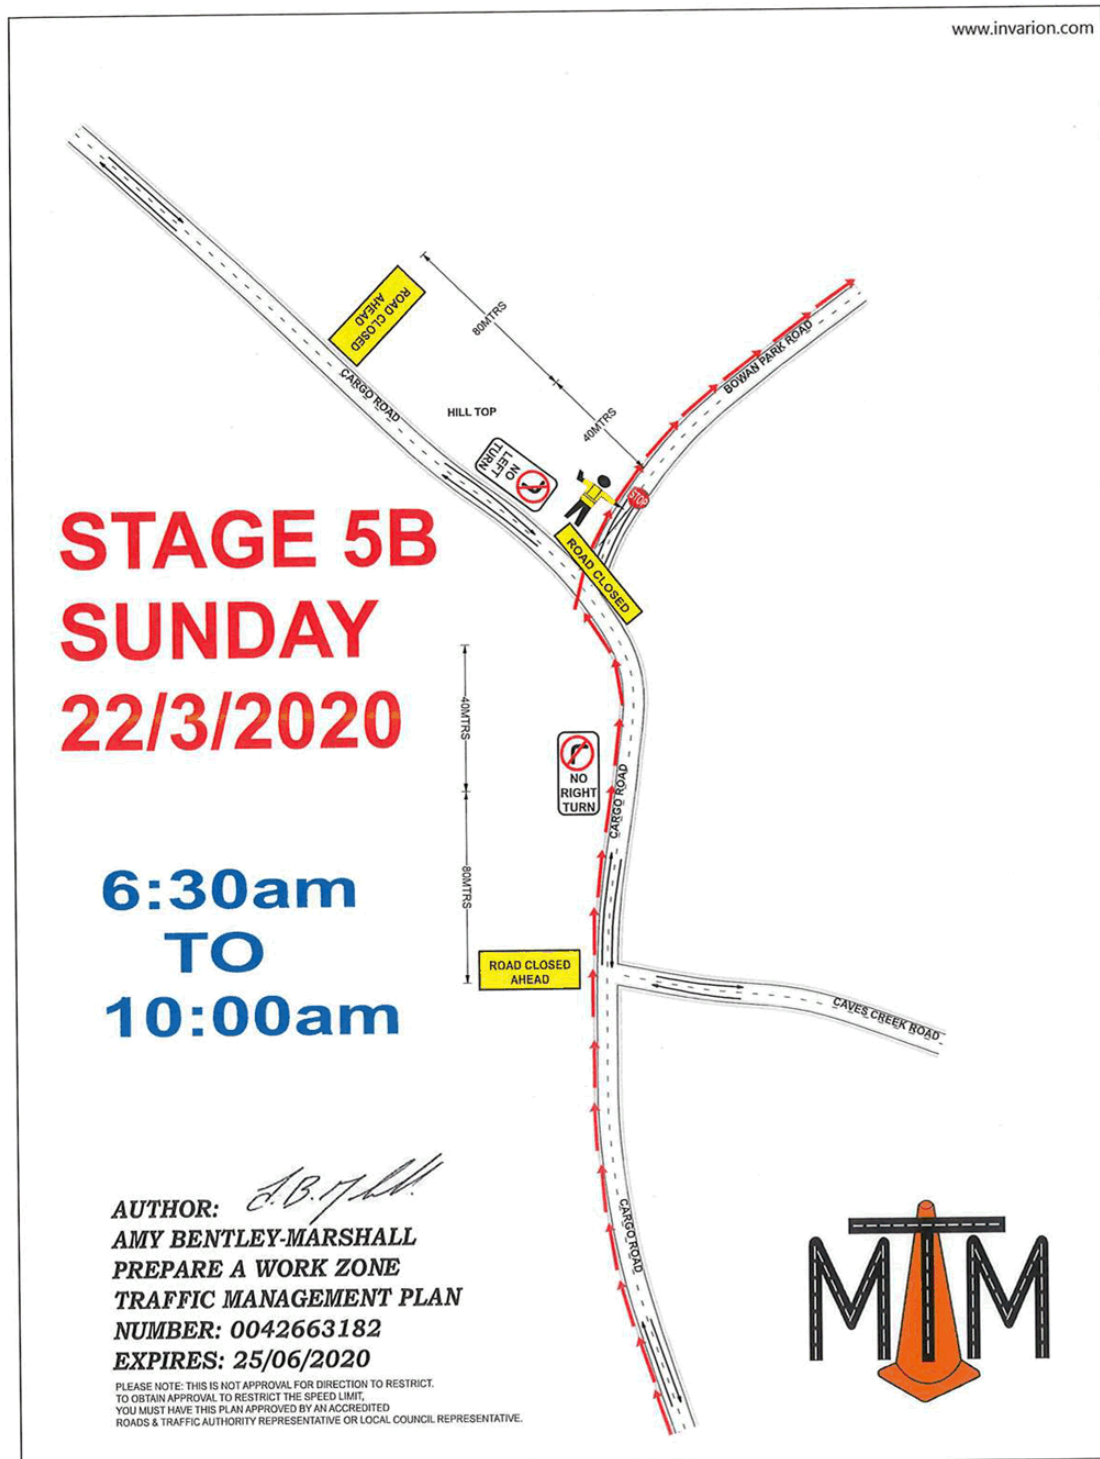 www.invarion.com
ROAD CLOSED
AHEAD
80MTRS
BOWAN PARK ROAD
CARGO ROAD
HILL TOP
40MTRS
NO
LEFT
TURN
STOP
ROAD CLOSED
STAGE 5B
SUNDAY
22/3/2020
40MTRS
NO
RIGHT
TURN
CARGO ROAD
80MTRS
6:30am
TO
10:00am
ROAD CLOSED
AHEAD
CAVES CREEK ROAD
CARGO ROAD
AUTHOR:
AMY BENTLEY-MARSHALL
PREPARE A WORK ZONE
TRAFFIC MANAGEMENT PLAN
NUMBER: 0042663182
EXPIRES: 25/06/2020
PLEASE NOTE: THIS IS NOT APPROVAL FOR DIRECTION TO RESTRICT.
TO OBTAIN APPROVAL TO RESTRICT THE SPEED LIMIT,
YOU MUST HAVE THIS PLAN APPROVED BY AN ACCREDITED
ROADS & TRAFFIC AUTHORITY REPRESENTATIVE OR LOCAL COUNCIL REPRESENTATIVE.
MTM